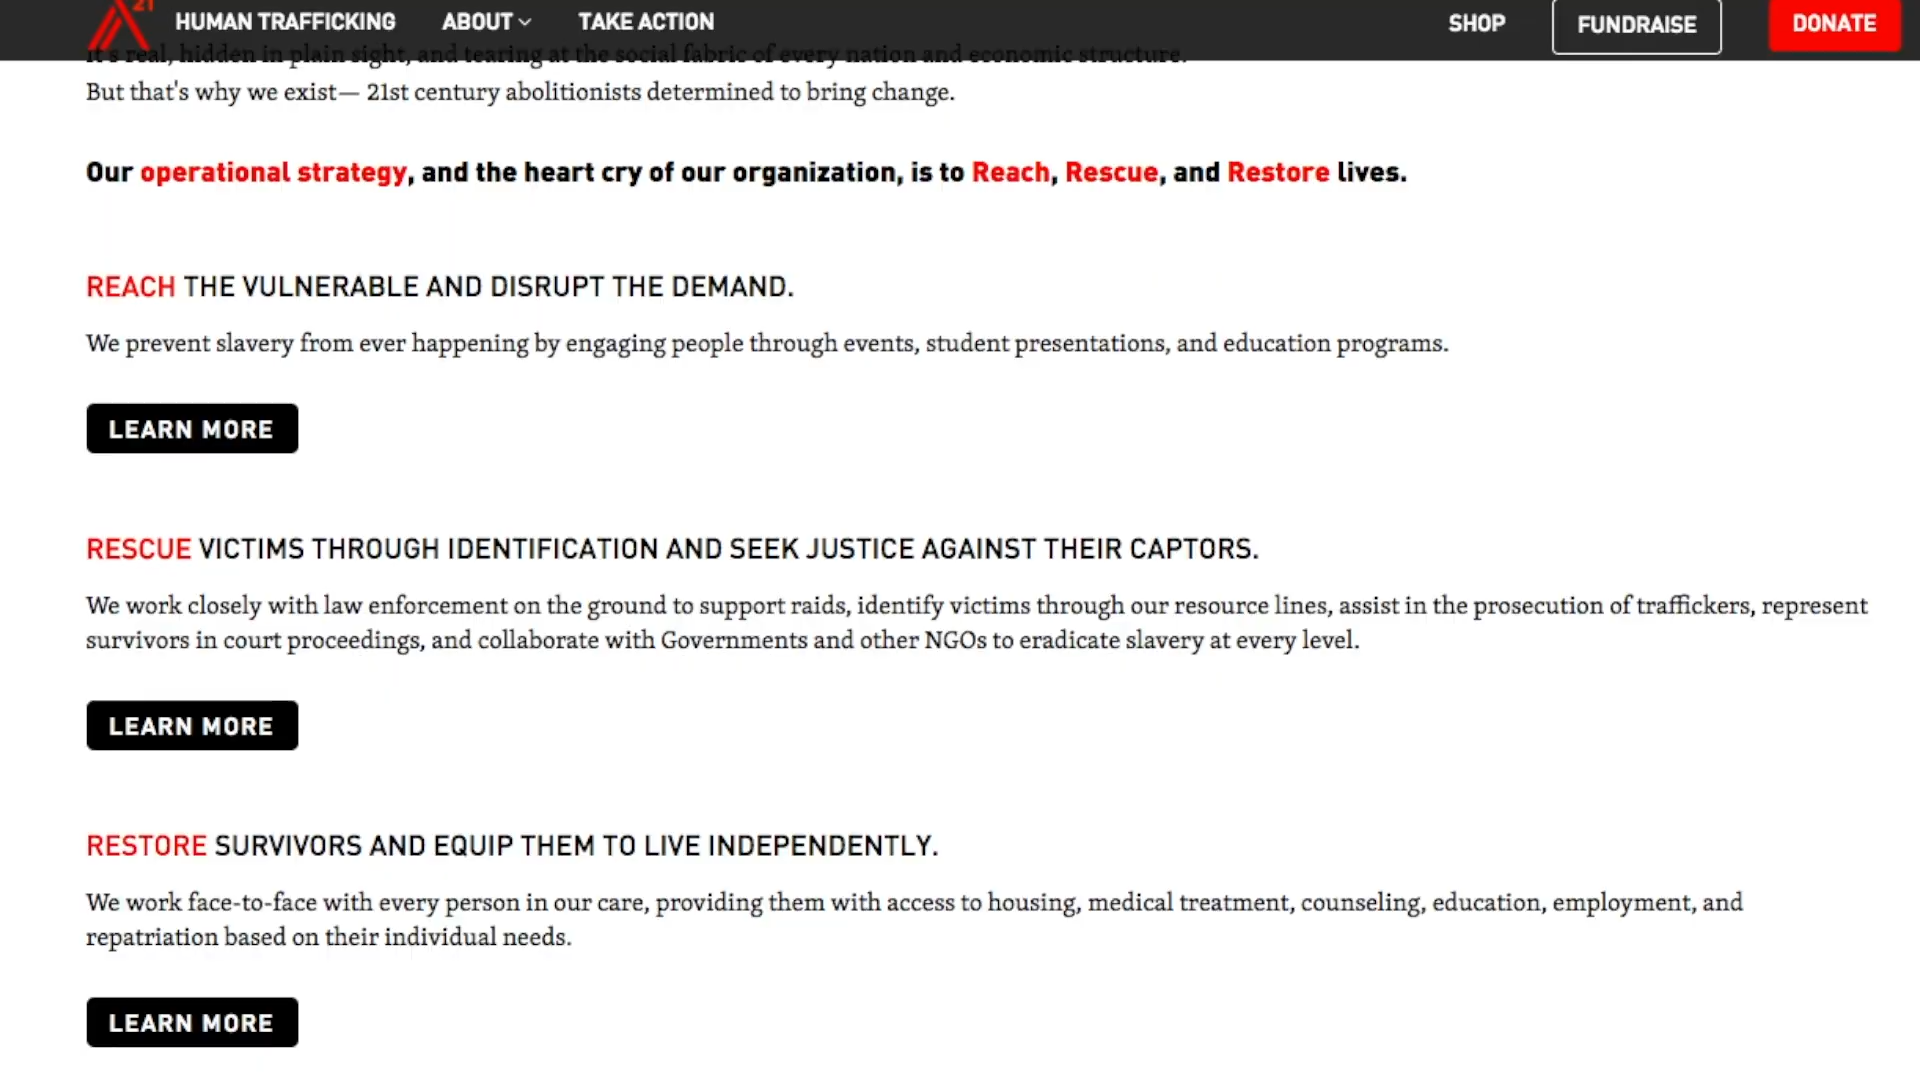 21
HUMAN TRAFFICKING ABOUT TAKE ACTION SHOP FUNDRAISE DONATE
It's real, hidden in plain sight, and tearing at the social fabric of every nation and economic structure.
But that's why we exist— 21st century abolitionists determined to bring change.
Our operational strategy, and the heart cry of our organization, is to Reach, Rescue, and Restore lives.
REACH THE VULNERABLE AND DISRUPT THE DEMAND.
We prevent slavery from ever happening by engaging people through events, student presentations, and education programs.
LEARN MORE
RESCUE VICTIMS THROUGH IDENTIFICATION AND SEEK JUSTICE AGAINST THEIR CAPTORS.
We work closely with law enforcement on the ground to support raids, identify victims through our resource lines, assist in the prosecution of traffickers, represent
survivors in court proceedings, and collaborate with Governments and other NGOs to eradicate slavery at every level.
LEARN MORE
RESTORE SURVIVORS AND EQUIP THEM TO LIVE INDEPENDENTLY.
We work face-to-face with every person in our care, providing them with access to housing, medical treatment, counseling, education, employment, and
repatriation based on their individual needs.
LEARN MORE